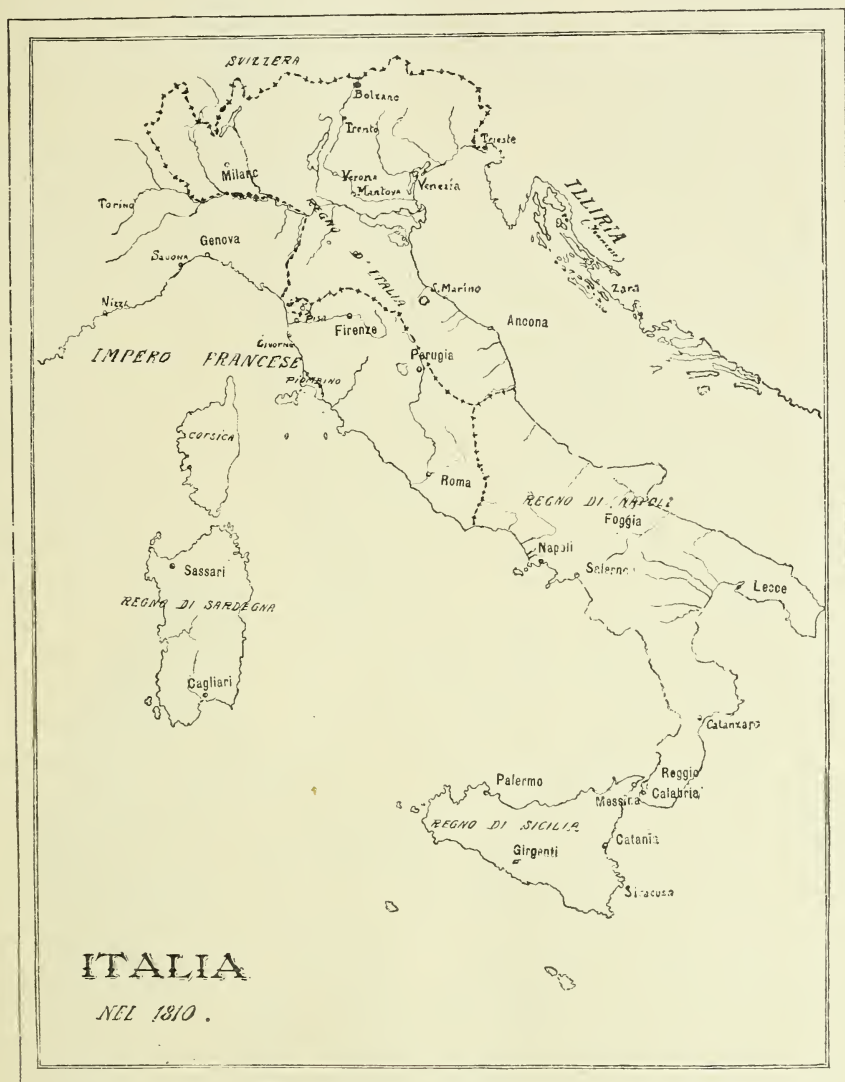 SVIZZERA
Bolzano
Trento
Trieste
Milano
Verona
Mantova
Venezia
Torino
ILLIRIA
(Francese)
REGNO D'ITALIA
Genova
SAVONA
Zara
S. Marino
Nizza
Pisa
Firenze
Ancona
Livorno
IMPERO FRANCESE
Perugia
PIOMBINO
CORSICA
Roma
REGNO DI NAPOLI
Foggia
Napoli
Salerno
Sassari
Lecce
REGNO DI SARDEGNA
Cagliari
Catanzaro
Reggio
Calabria
Palermo
Messina
REGNO DI SICILIA
Catania
Girgenti
Siracusa
ITALIA
NEL 1810.